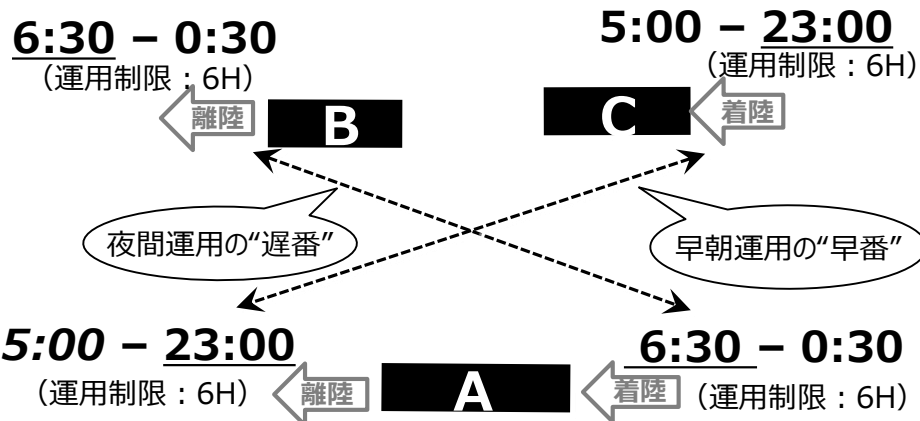 6:30 – 0:30
（運用制限：6H）
離陸
B
5:00 – 23:00
（運用制限：6H）
着陸
C
夜間運用の“遅番”
早朝運用の“早番”
5:00 – 23:00
（運用制限：6H）
離陸
A
着陸
6:30 – 0:30
（運用制限：6H）